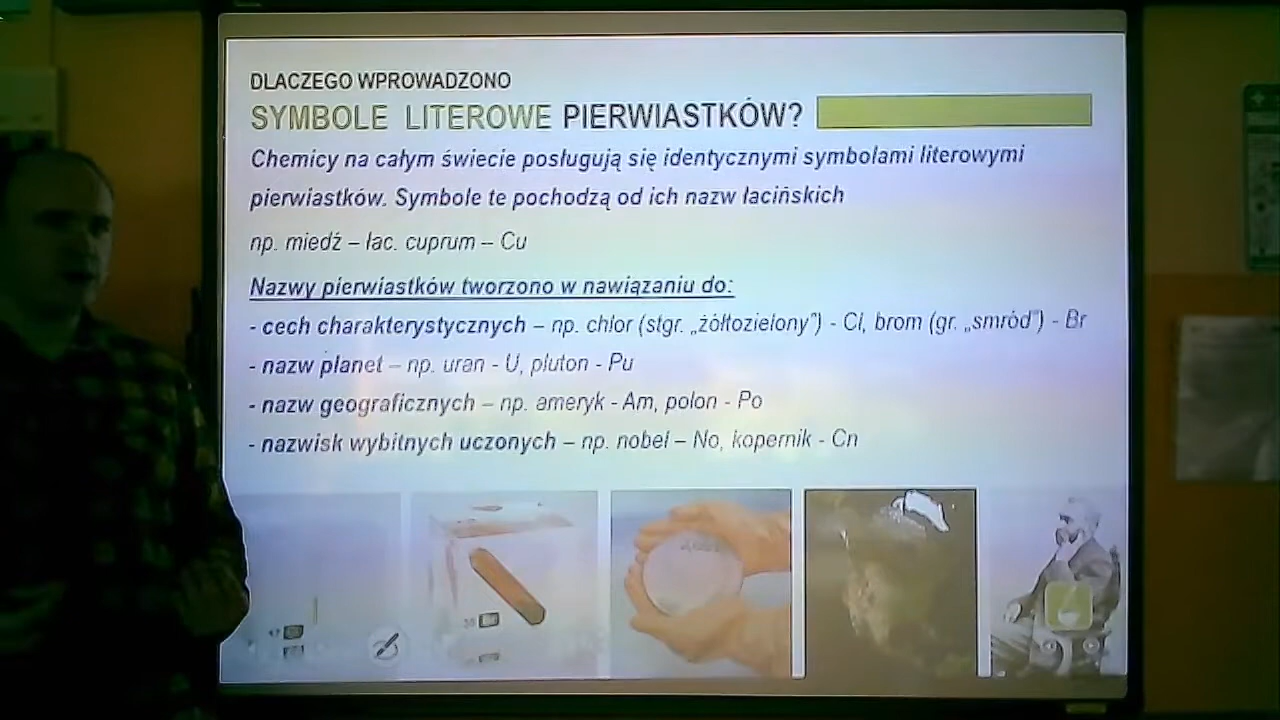 DLACZEGO WPROWADZONO
SYMBOLE LITEROWE PIERWIASTKÓW?
Chemicy na całym świecie posługują się identycznymi symbolami literowymi
pierwiastków. Symbole te pochodzą od ich nazw łacińskich
np. miedź – łac. cuprum – Cu
Nazwy pierwiastków tworzono w nawiązaniu do:
- cech charakterystycznych – np. chlor (stgr. „żółtozielony") - Cl, brom (gr. „smród") - Br
- nazw planet – np. uran - U, pluton - Pu
- nazw geograficznych – np. ameryk - Am, polon - Po
- nazwisk wybitnych uczonych – np. nobel – No, kopernik - Cn